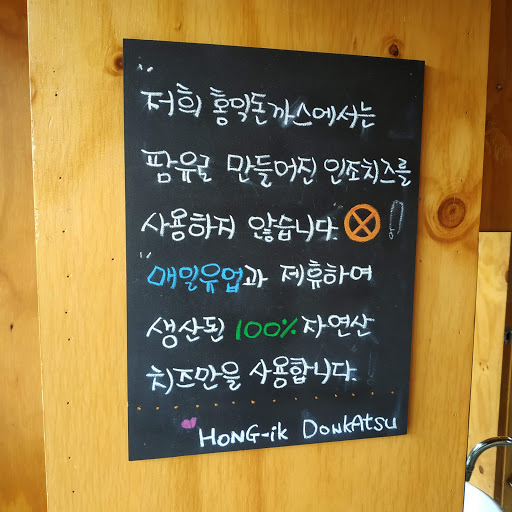 "
저희 홍익돈까스에서는
팜유로 만들어진 인조치즈를
사용하지 않습니다. ⓧ!
"
매일유업과 제휴하여
생산된 100% 자연산
치즈만을 사용합니다.
HONG-ik DonkAtsu